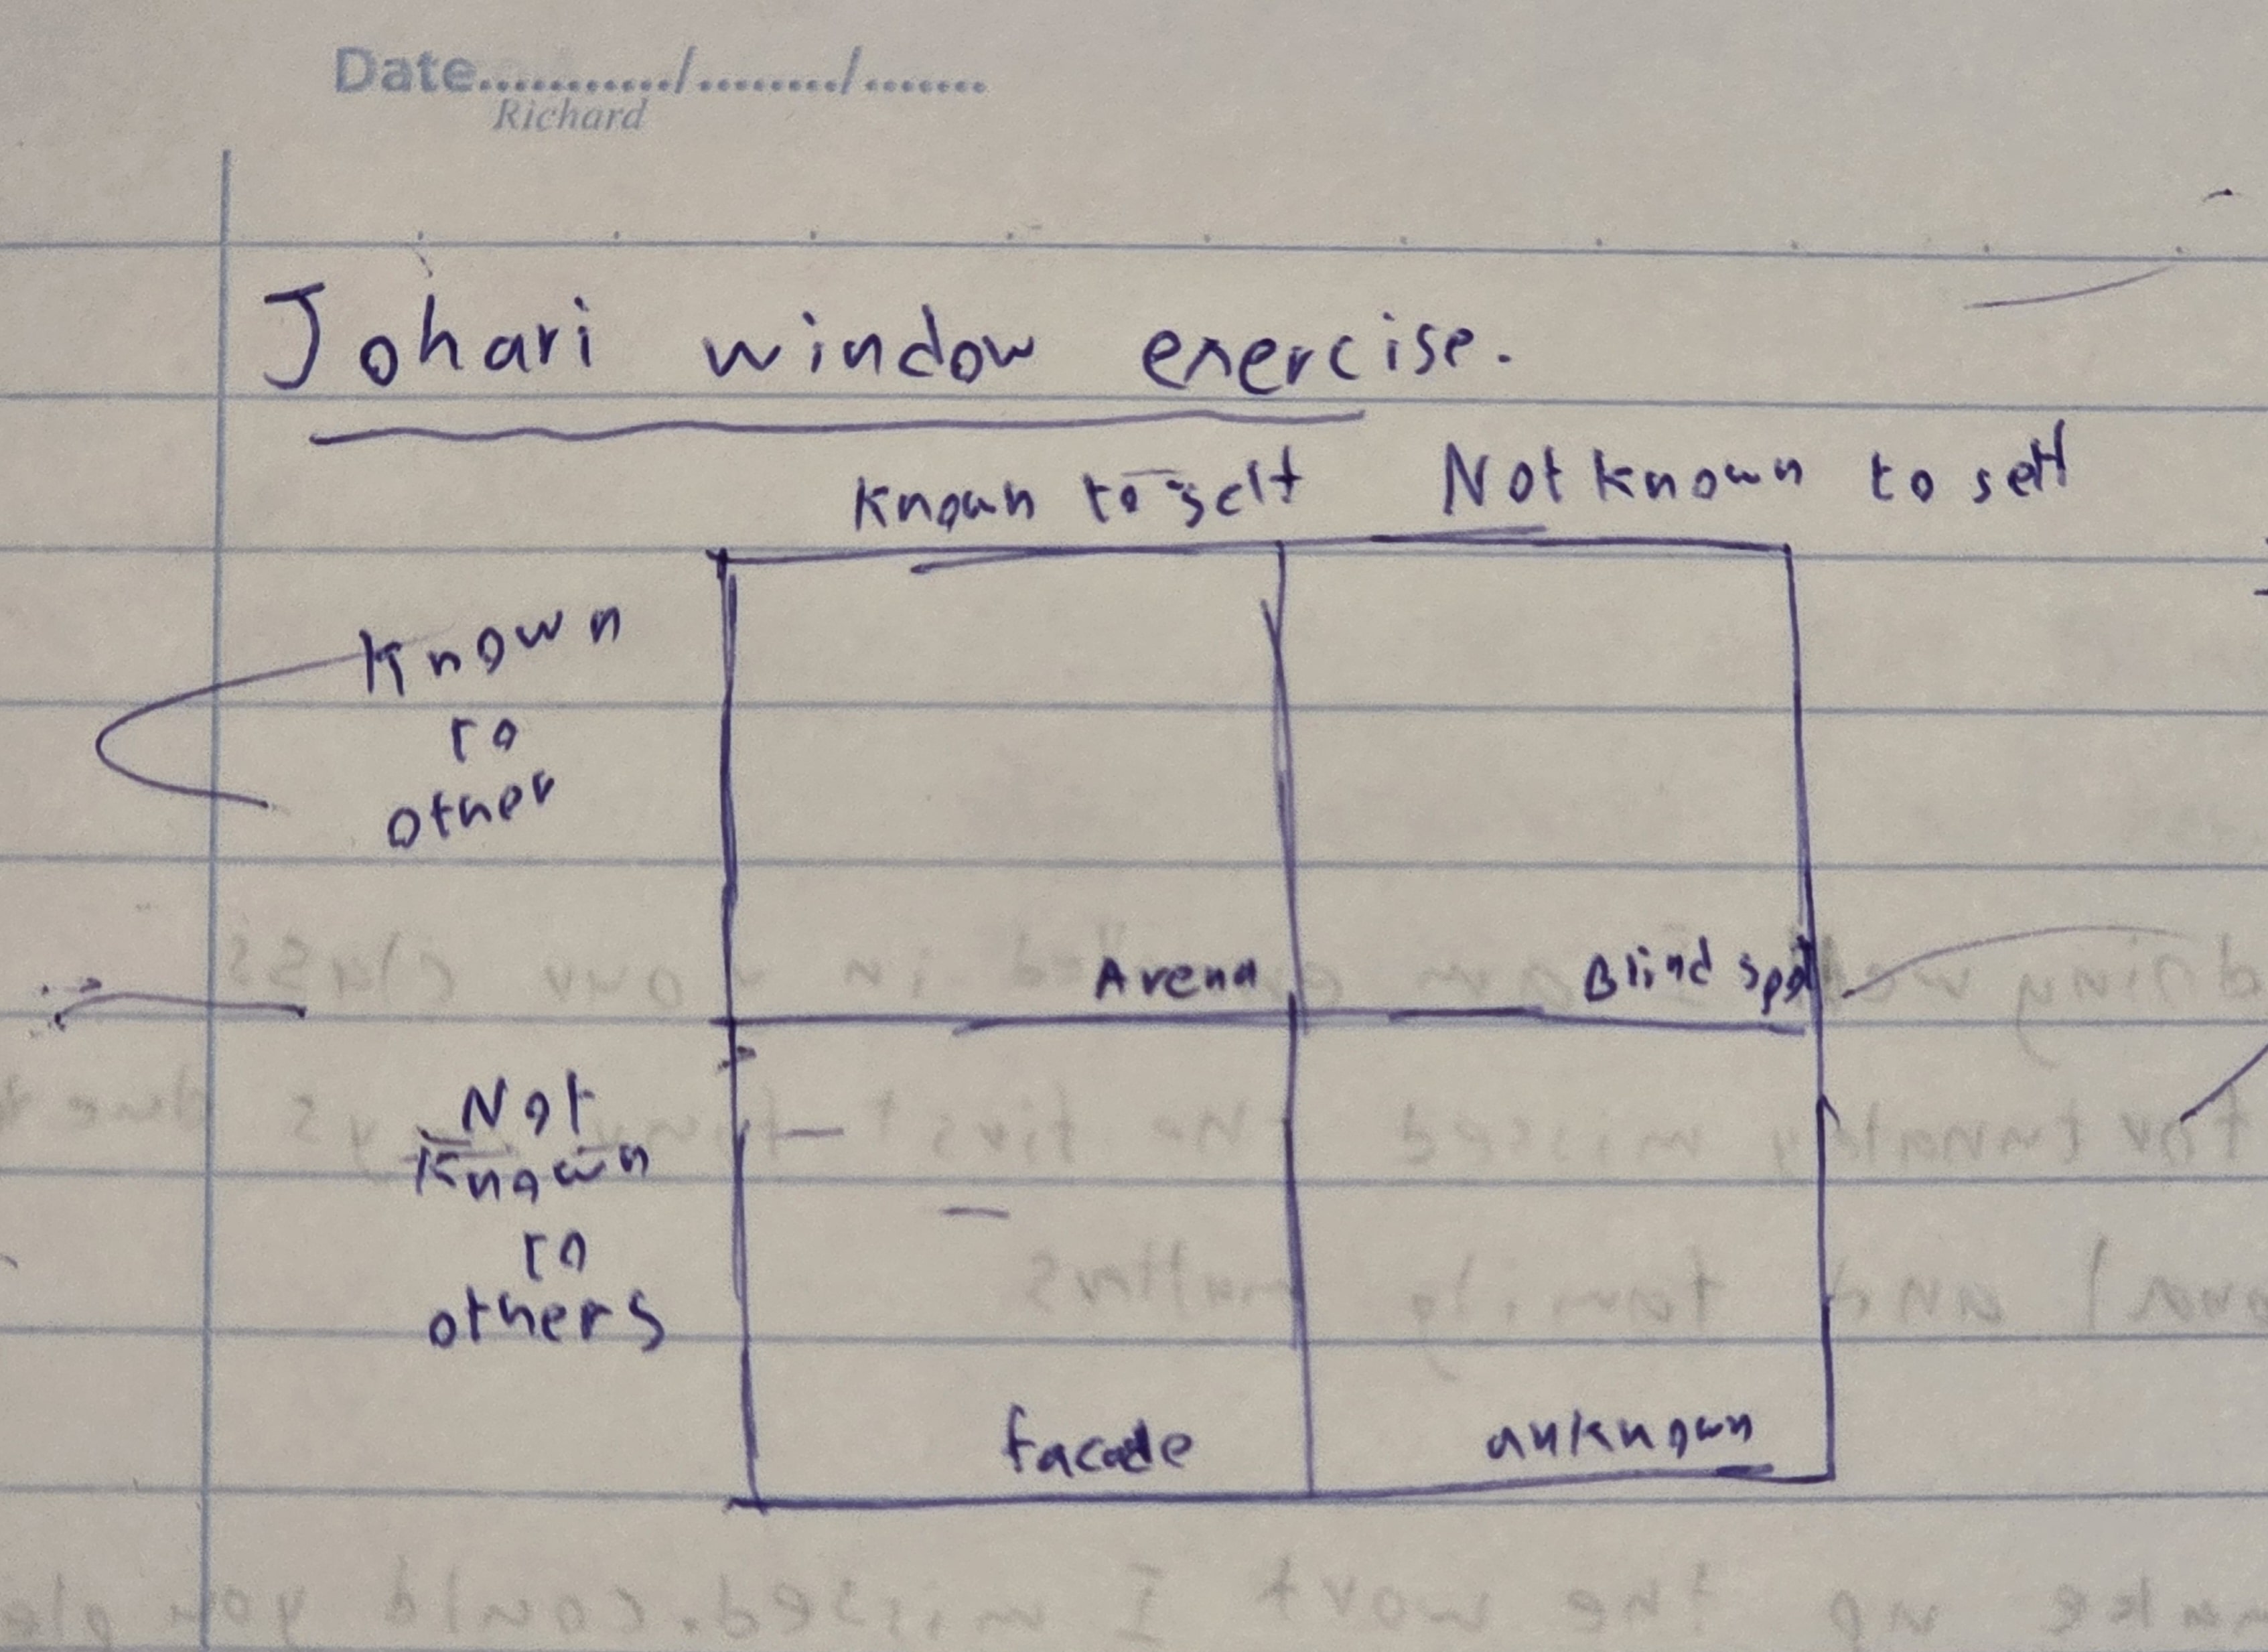 Date.........../......../.......
Richard
Johari window exercise.
Known to self Not known to self
Known
to
other
Arena Blind spot
Not
Known
to
others
facade unknown